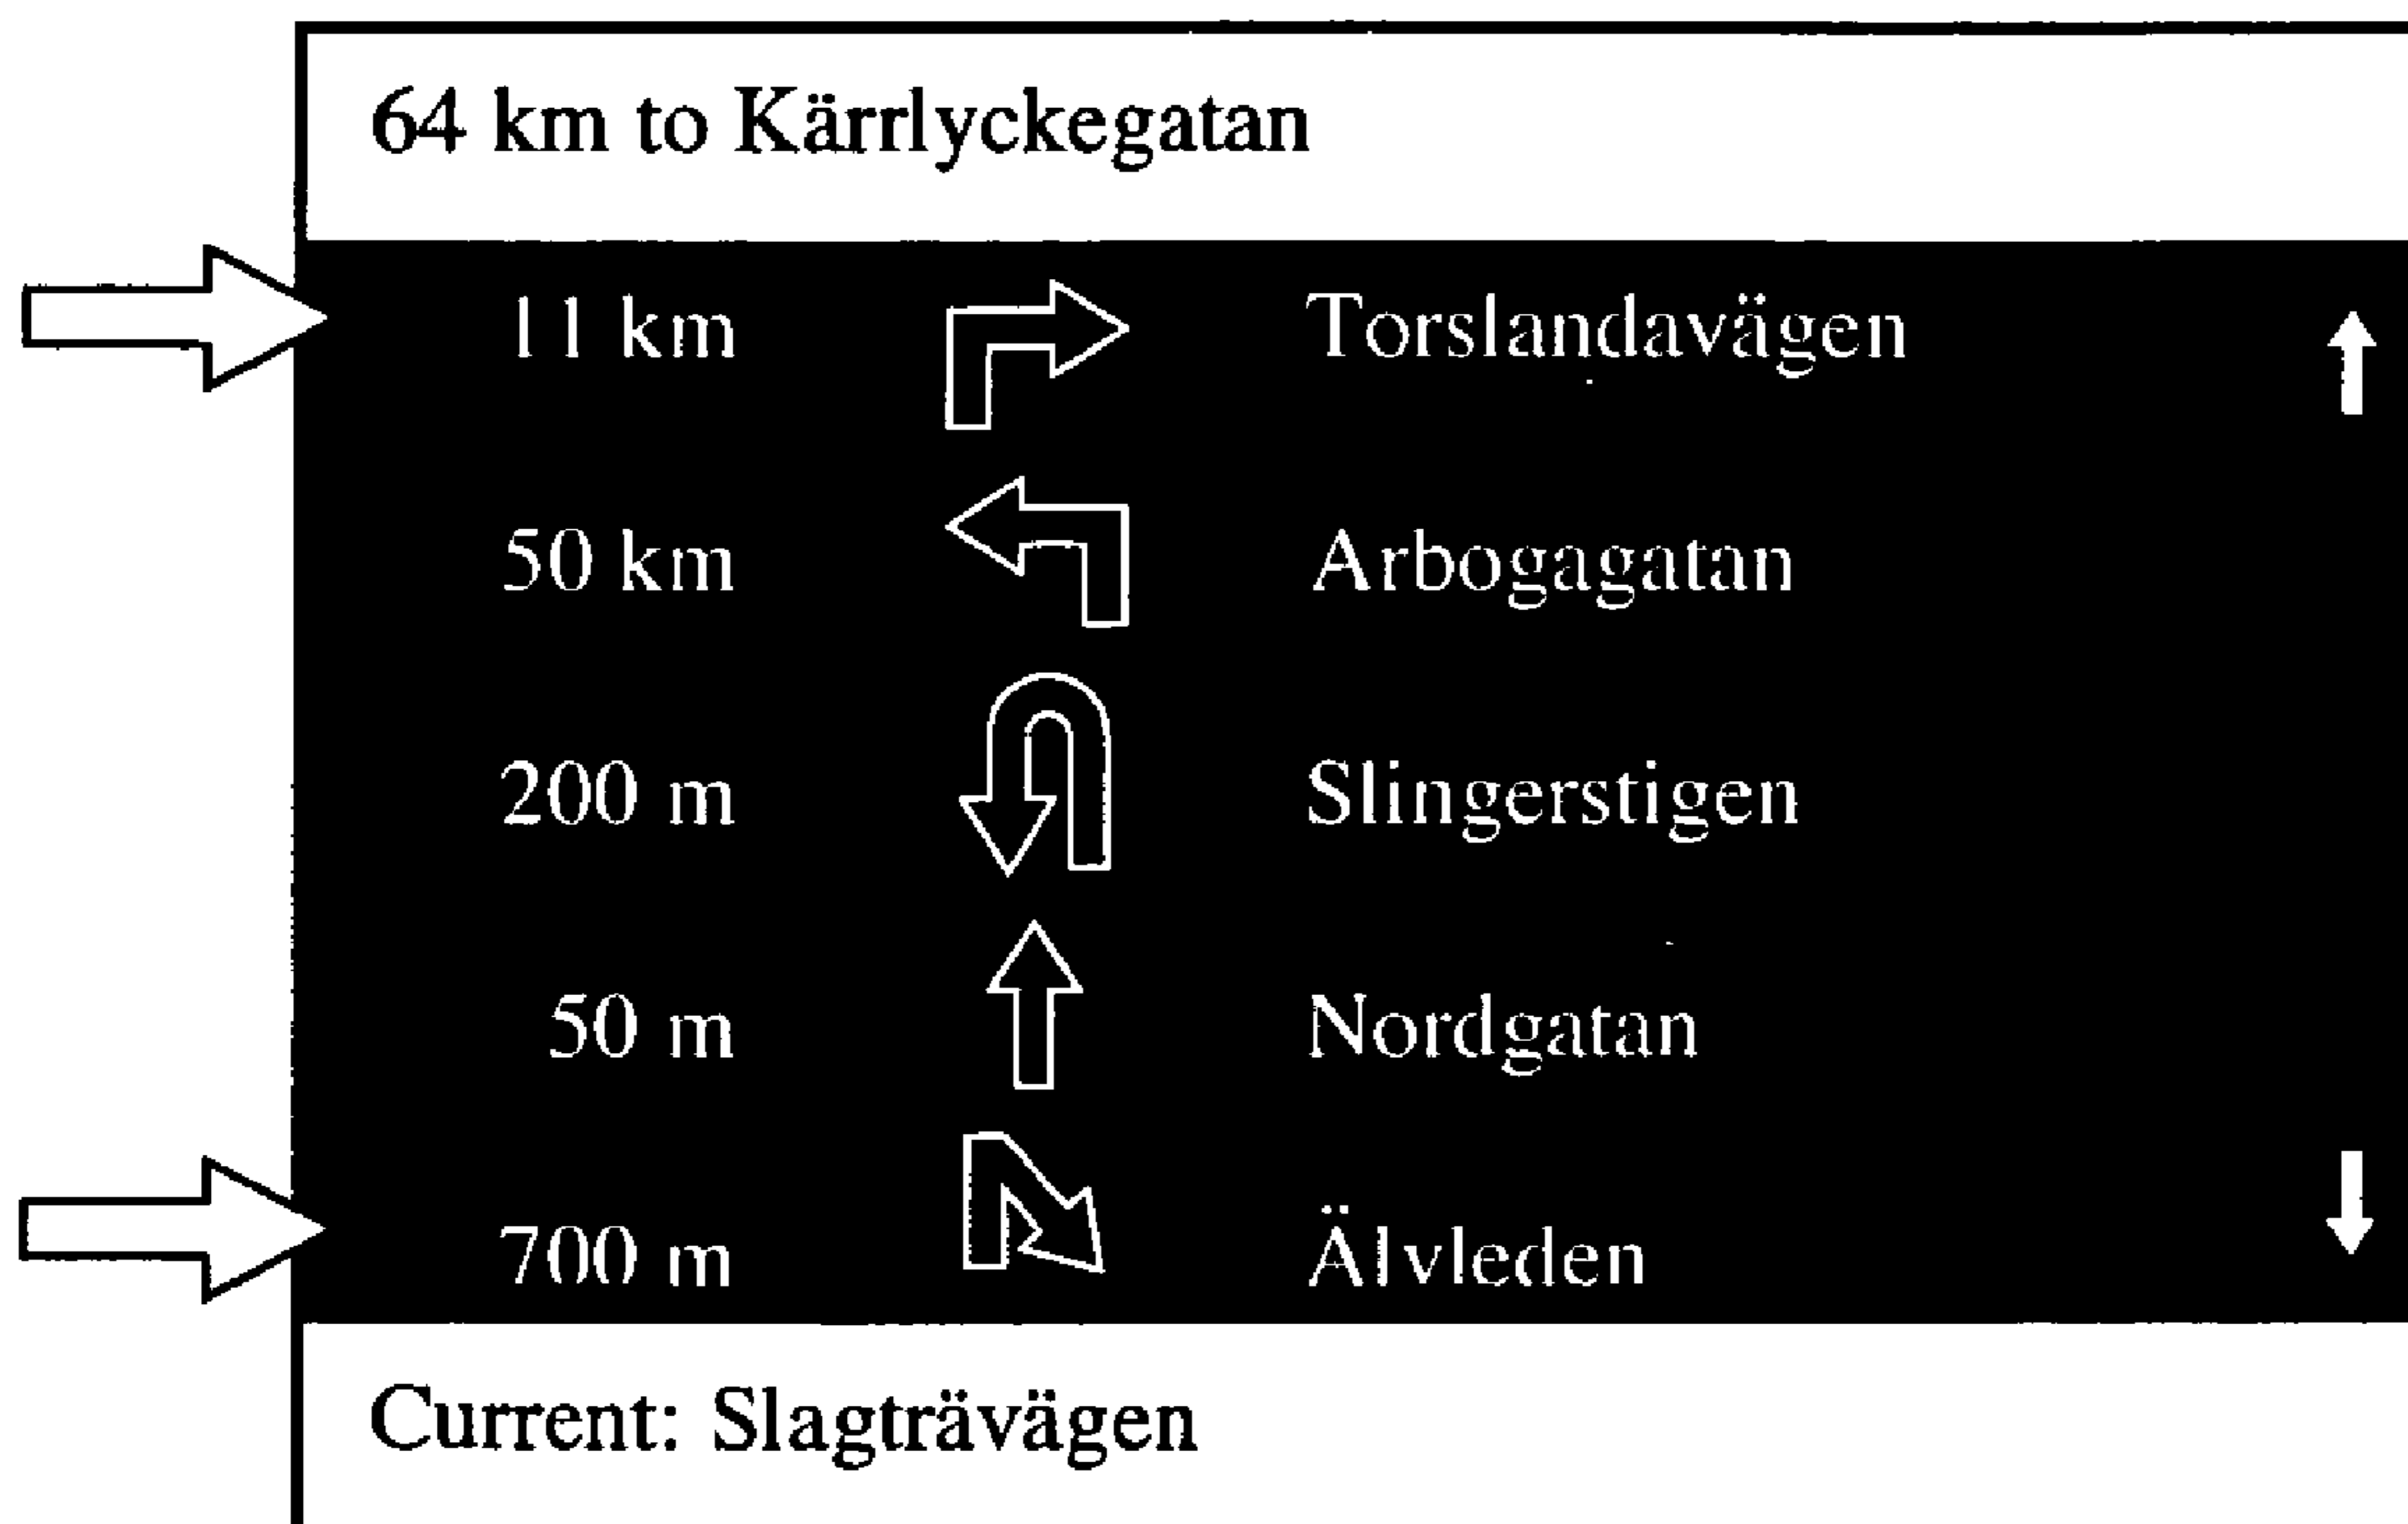 64 km to Kärrlyckegatan
11 km Torslandavägen
50 km Arbogagatan
200 m Slingerstigen
50 m Nordgatan
700 m Älvleden
Current: Slagträvägen